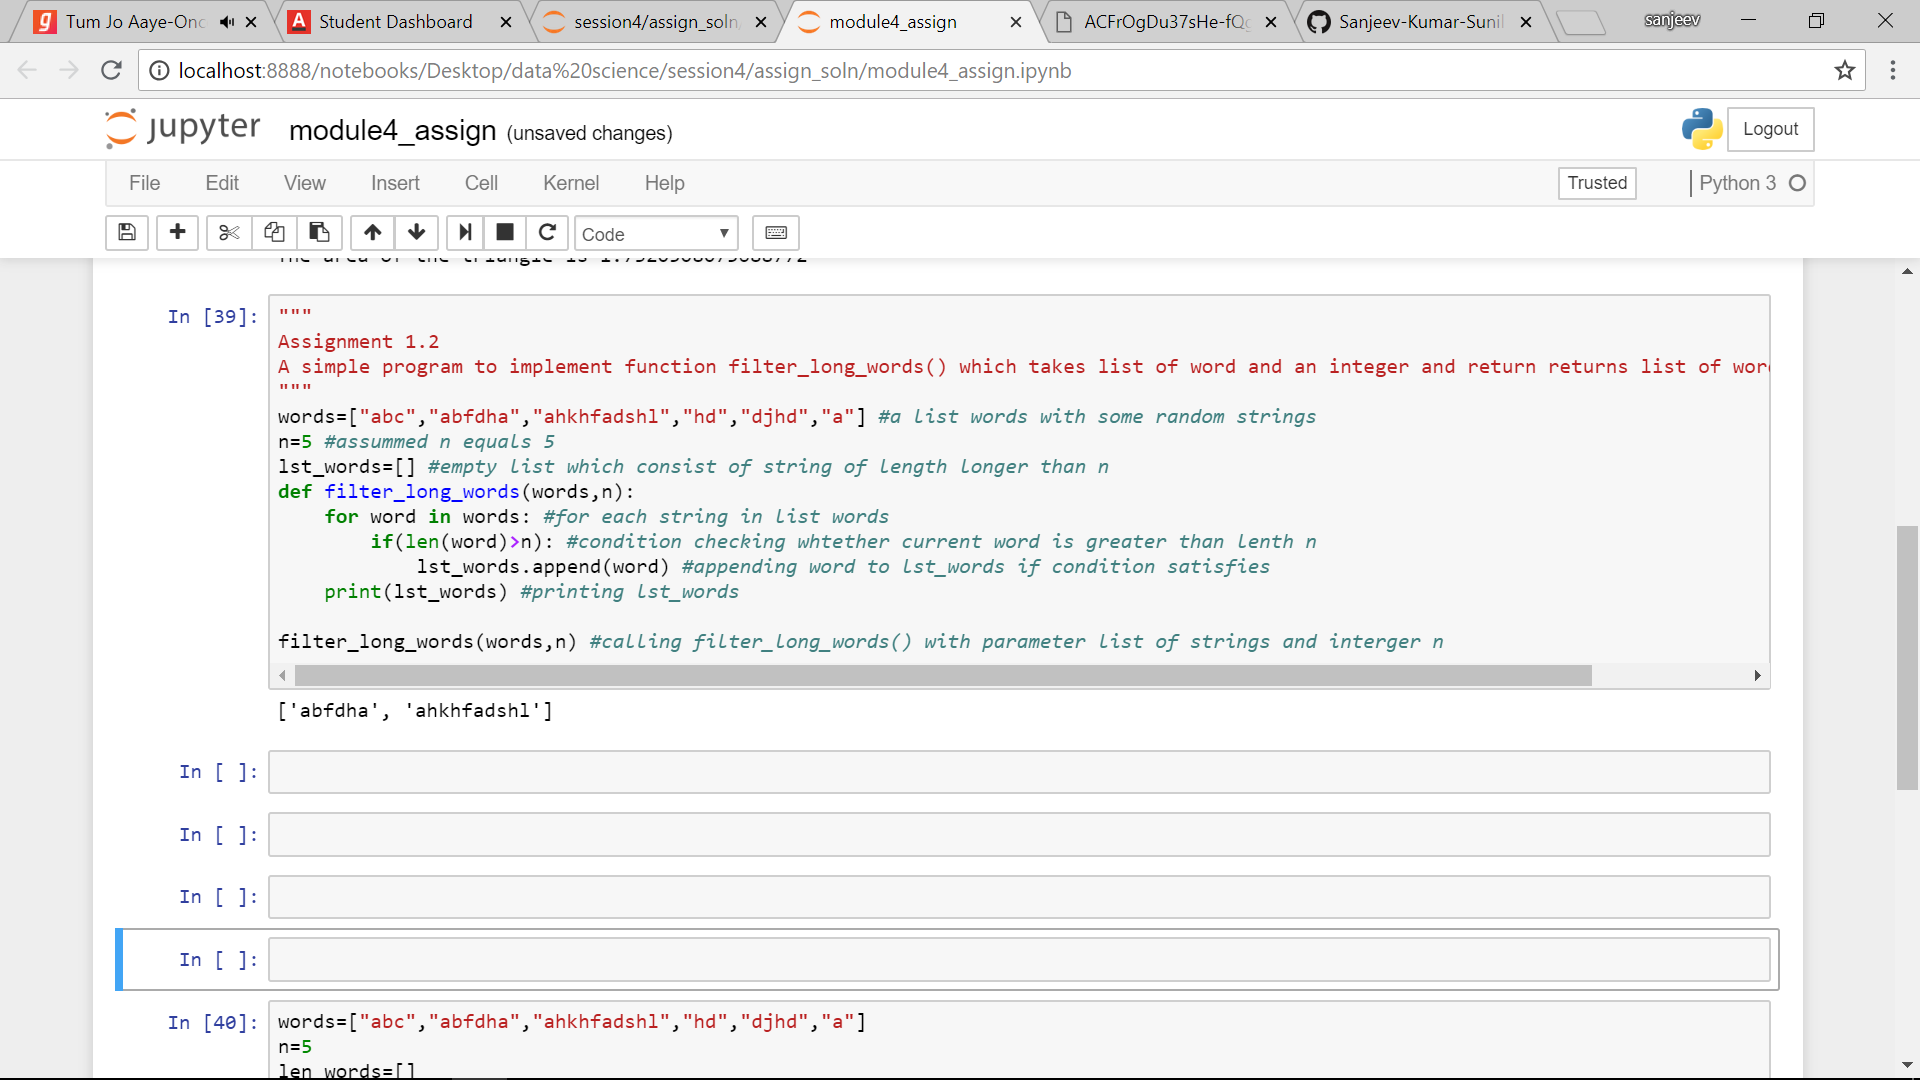 Tum Jo Aaye-Onc
Student Dashboard
session4/assign_soln
module4_assign
ACFrOgDu37sHe-fQ
Sanjeev-Kumar-Sunil
sanjeev
localhost:8888/notebooks/Desktop/data%20science/session4/assign_soln/module4_assign.ipynb
jupyter module4_assign (unsaved changes)
Logout
File Edit View Insert Cell Kernel Help
Trusted
Python 3
Code
The area of the triangle is
In [39]:
"""
Assignment 1.2
A simple program to implement function filter_long_words() which takes list of word and an integer and return returns list of wor
"""
words=["abc","abfdha","ahkhfadshl","hd","djhd","a"] #a list words with some random strings
n=5 #assummed n equals 5
lst_words=[] #empty list which consist of string of length longer than n
def filter_long_words(words,n):
    for word in words: #for each string in list words
        if(len(word)>n): #condition checking whtether current word is greater than lenth n
            lst_words.append(word) #appending word to lst_words if condition satisfies
    print(lst_words) #printing lst_words
filter_long_words(words,n) #calling filter_long_words() with parameter list of strings and interger n
['abfdha', 'ahkhfadshl']
In [ ]:
In [ ]:
In [ ]:
In [ ]:
In [40]:
words=["abc","abfdha","ahkhfadshl","hd","djhd","a"]
n=5
len_words=[]